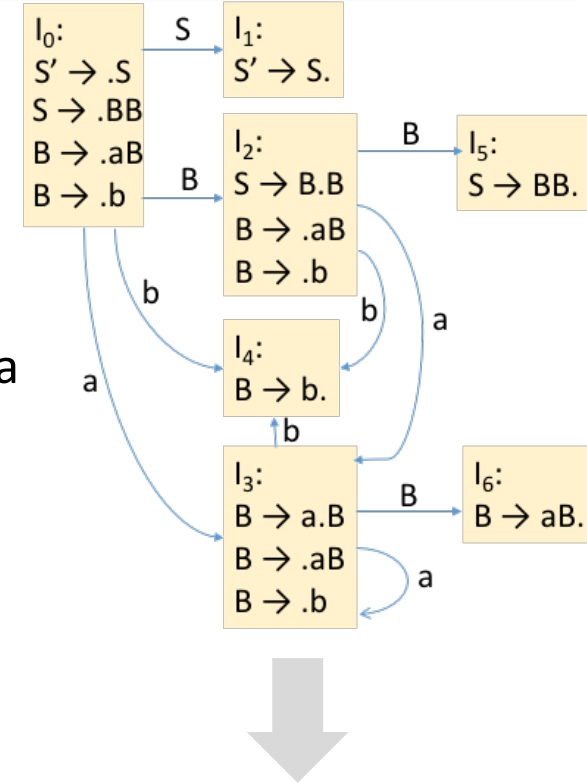 I₀:
S′ → .S
S → .BB
B → .aB
B → .b
S
I₁:
S′ → S.
B
I₂:
S → B.B
B → .aB
B → .b
B
I₅:
S → BB.
b
a
b
a
a
I₄:
B → b.
b
I₃:
B → a.B
B → .aB
B → .b
B
I₆:
B → aB.
a